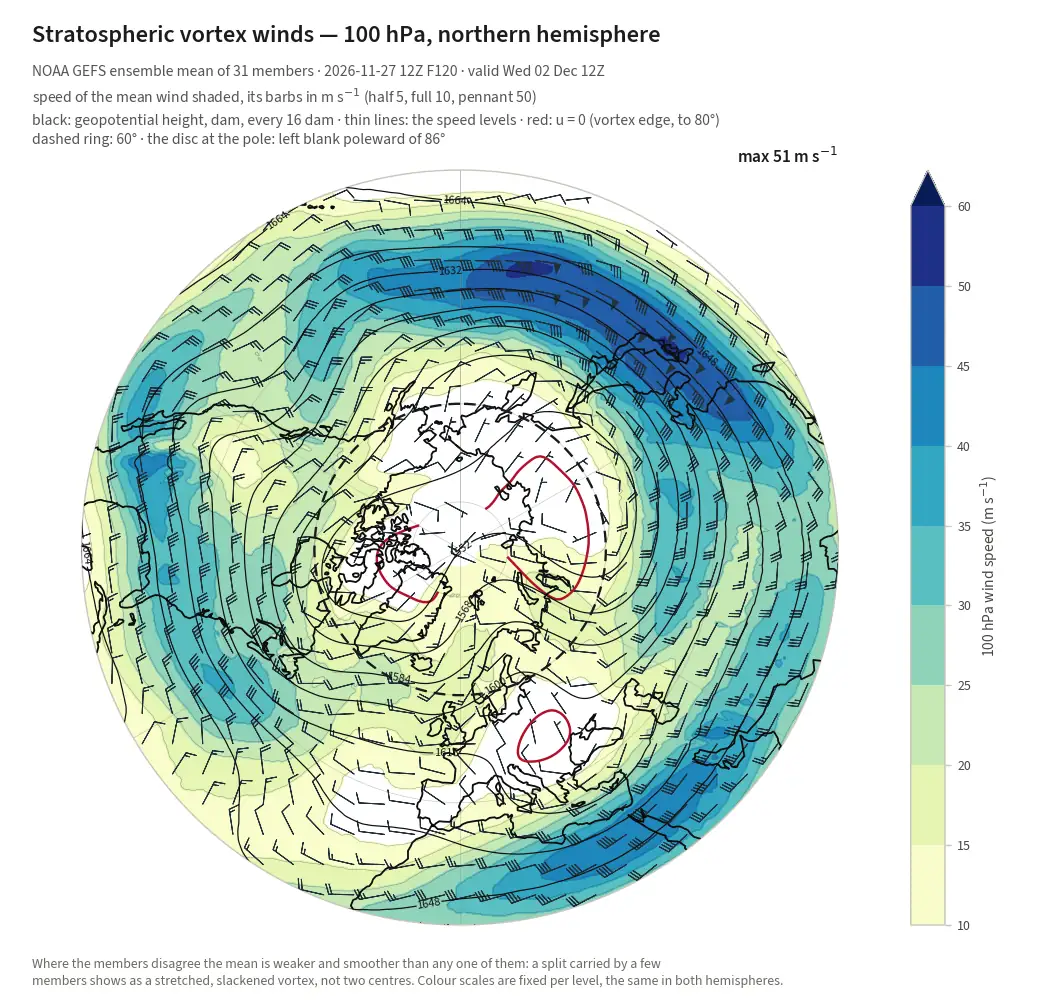 Stratospheric vortex winds — 100 hPa, northern hemisphere
NOAA GEFS ensemble mean of 31 members · 2026-11-27 12Z F120 · valid Wed 02 Dec 12Z
speed of the mean wind shaded, its barbs in m s⁻¹ (half 5, full 10, pennant 50)
black: geopotential height, dam, every 16 dam · thin lines: the speed levels · red: u = 0 (vortex edge, to 80°)
dashed ring: 60° · the disc at the pole: left blank poleward of 86°
max 51 m s⁻¹
1664
1664
1632
1648
1664
1552
1568
1584
1600
1648
60
50
45
40
35
30
25
20
15
10
100 hPa wind speed (m s⁻¹)
Where the members disagree the mean is weaker and smoother than any one of them: a split carried by a few
members shows as a stretched, slackened vortex, not two centres. Colour scales are fixed per level, the same in both hemispheres.